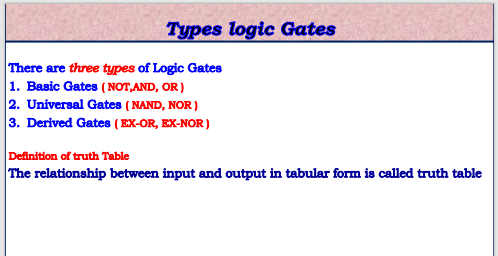 Types logic Gates
There are three types of Logic Gates
1. Basic Gates ( NOT,AND, OR )
2. Universal Gates ( NAND, NOR )
3. Derived Gates ( EX-OR, EX-NOR )
Definition of truth Table
The relationship between input and output in tabular form is called truth table